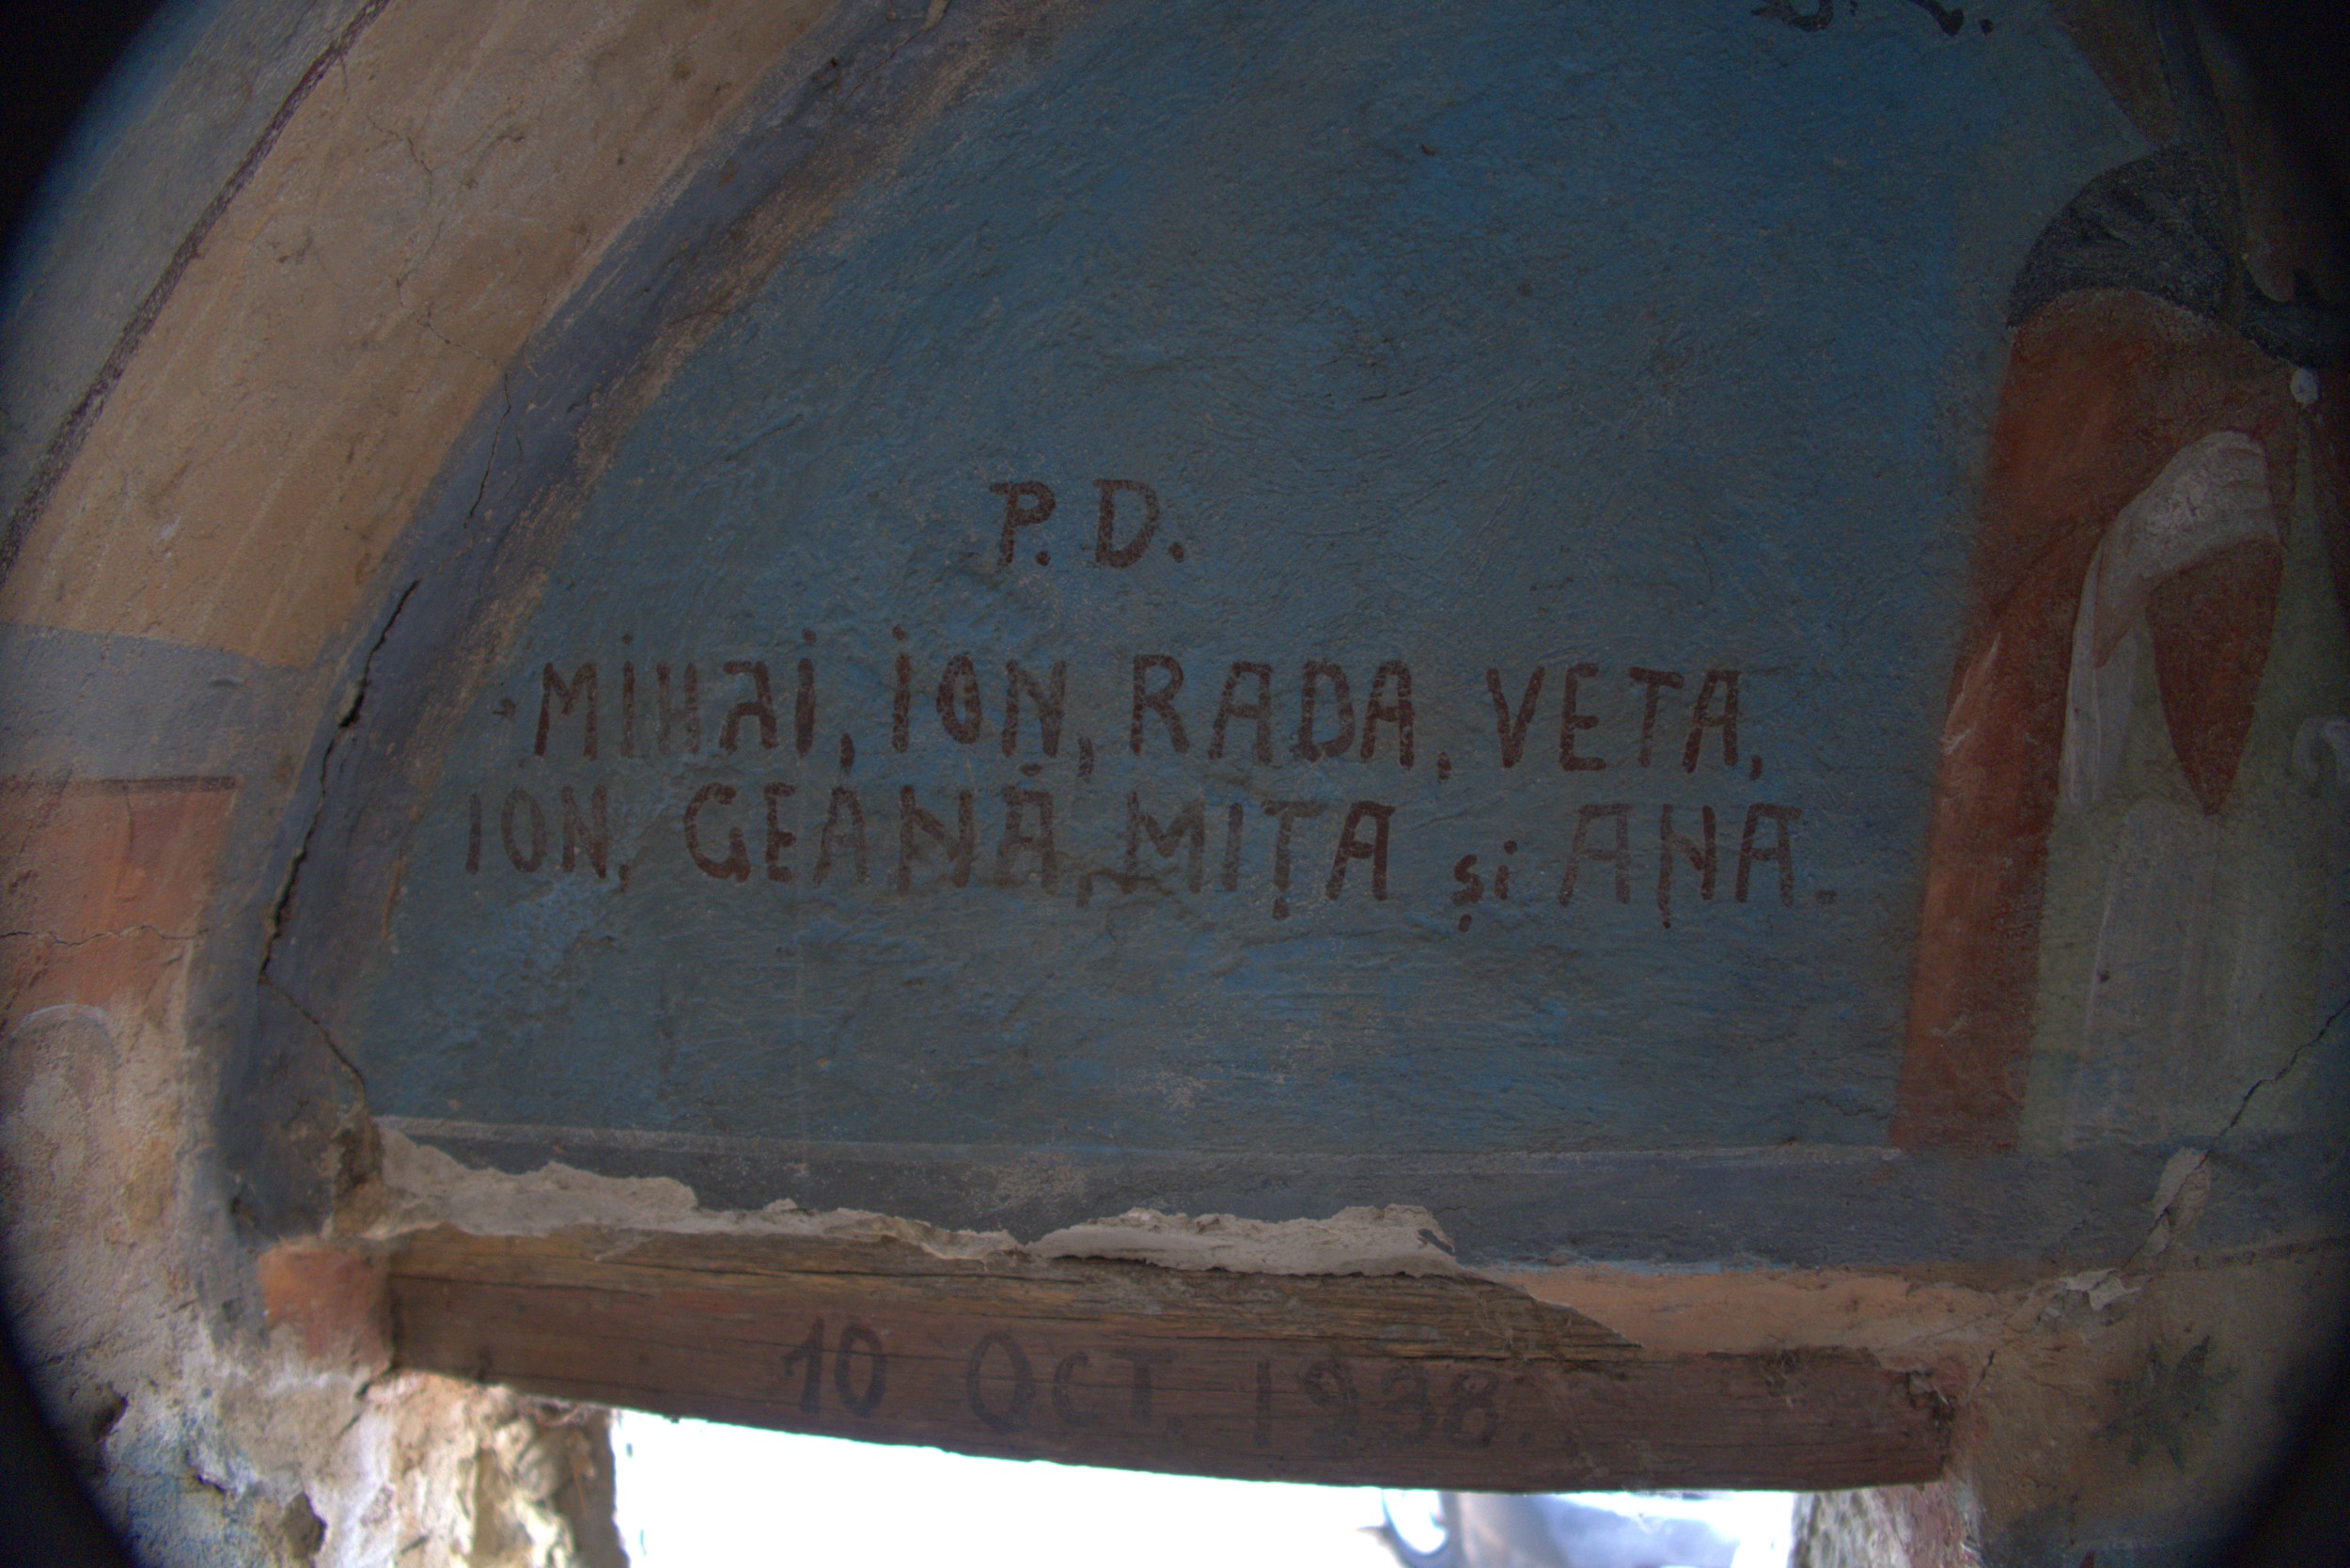 P. D.
MIHAI, ION, RADA, VETA,
ION, GEANĂ, MIȚA și ANA.
10 OCT. 1938.